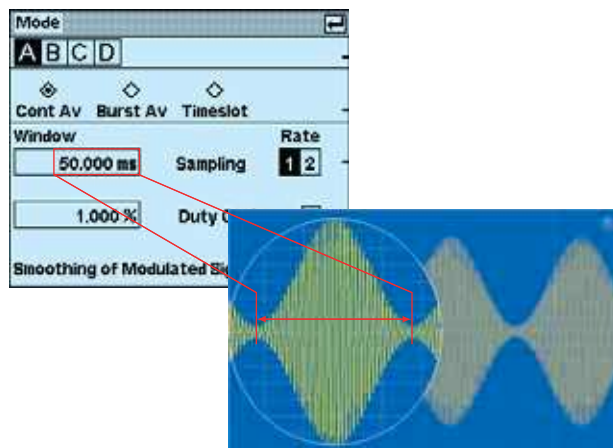 Mode
A B C D
Cont Av Burst Av Timeslot
Window Rate
50.000 ms Sampling 1 2
1.000 % Duty
Smoothing of Modulated